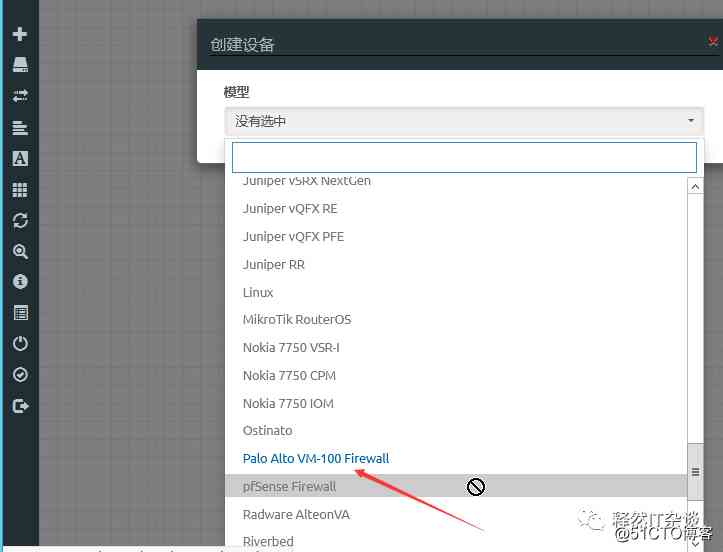 创建设备
模型
没有选中
Juniper vSRX NextGen
Juniper vQFX RE
Juniper vQFX PFE
Juniper RR
Linux
MikroTik RouterOS
Nokia 7750 VSR-I
Nokia 7750 CPM
Nokia 7750 IOM
Ostinato
Palo Alto VM-100 Firewall
pfSense Firewall
Radware AlteonVA
Riverbed
释然IT杂谈
@51CTO博客